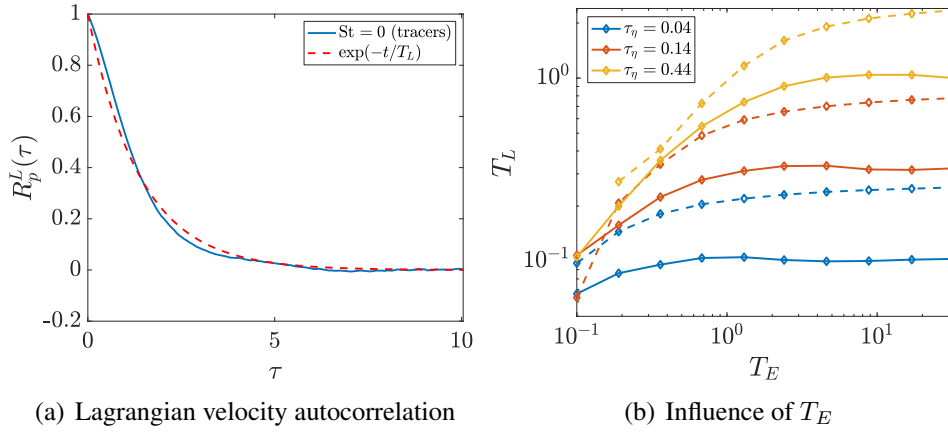 1
0.8
0.6
0.4
0.2
0
-0.2
R_p^L(τ)
St = 0 (tracers)
exp(−t/T_L)
0 5 10
τ
(a) Lagrangian velocity autocorrelation
10^0
10^{-1}
T_L
τ_η = 0.04
τ_η = 0.14
τ_η = 0.44
10^{-1} 10^0 10^1
T_E
(b) Influence of T_E